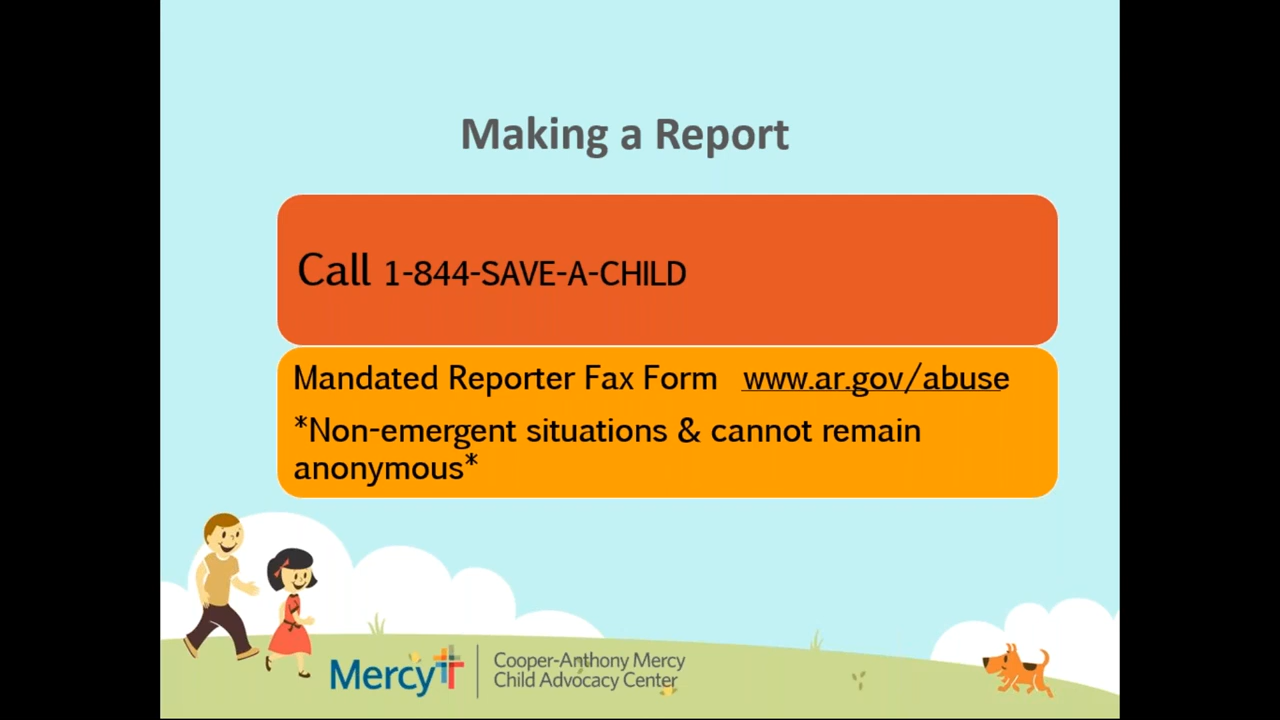 Making a Report
Call 1-844-SAVE-A-CHILD
Mandated Reporter Fax Form www.ar.gov/abuse
*Non-emergent situations & cannot remain
anonymous*
Mercy
Cooper-Anthony Mercy
Child Advocacy Center